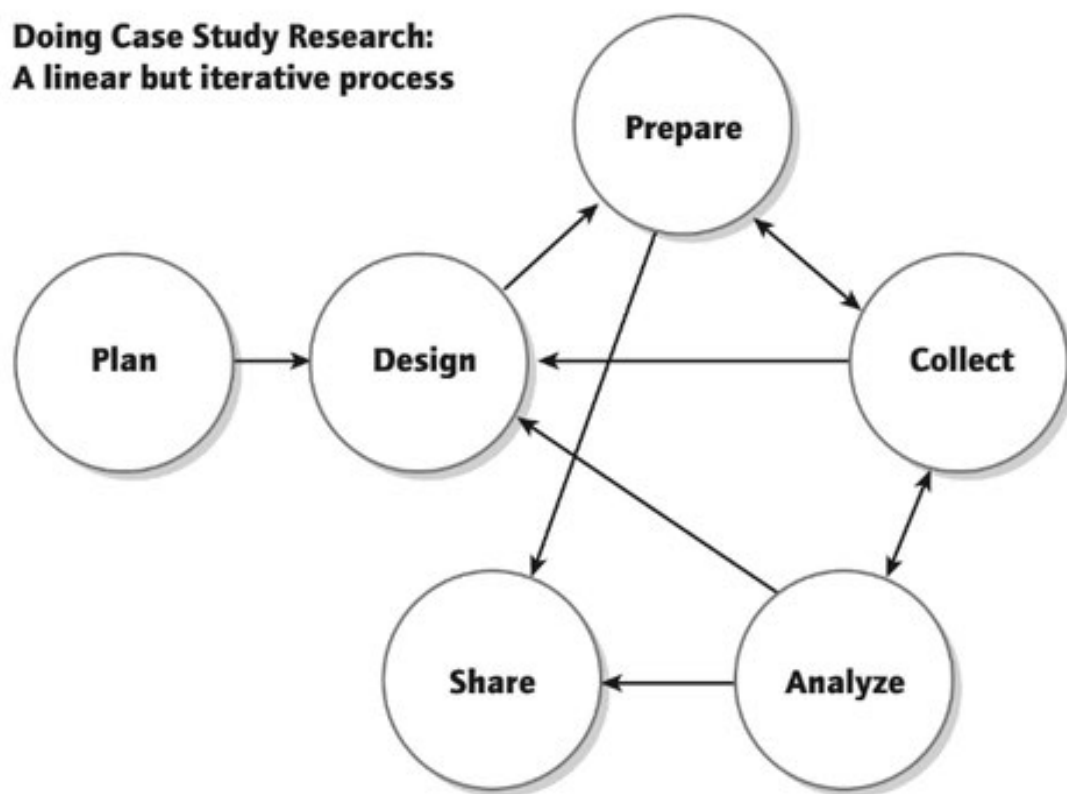 Doing Case Study Research:
A linear but iterative process
Prepare
Plan
Design
Collect
Share
Analyze